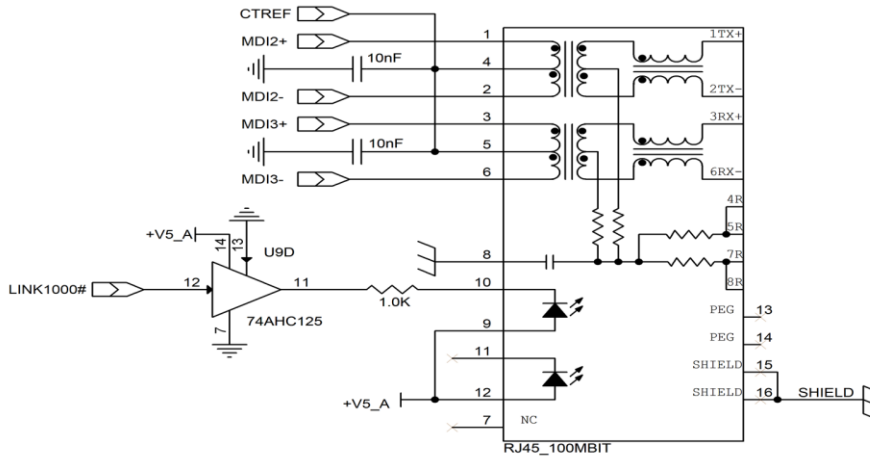 CTREF
MDI2+
1
1TX+
10nF
4
MDI2-
2
2TX-
MDI3+
3
3RX+
10nF
5
MDI3-
6
6RX-
4R
5R
+V5_A
14
13
U9D
8
7R
8R
LINK1000#
12
11
10
1.0K
74AHC125
7
9
PEG
13
PEG
14
11
SHIELD
15
+V5_A
12
SHIELD
16
SHIELD
7
NC
RJ45_100MBIT